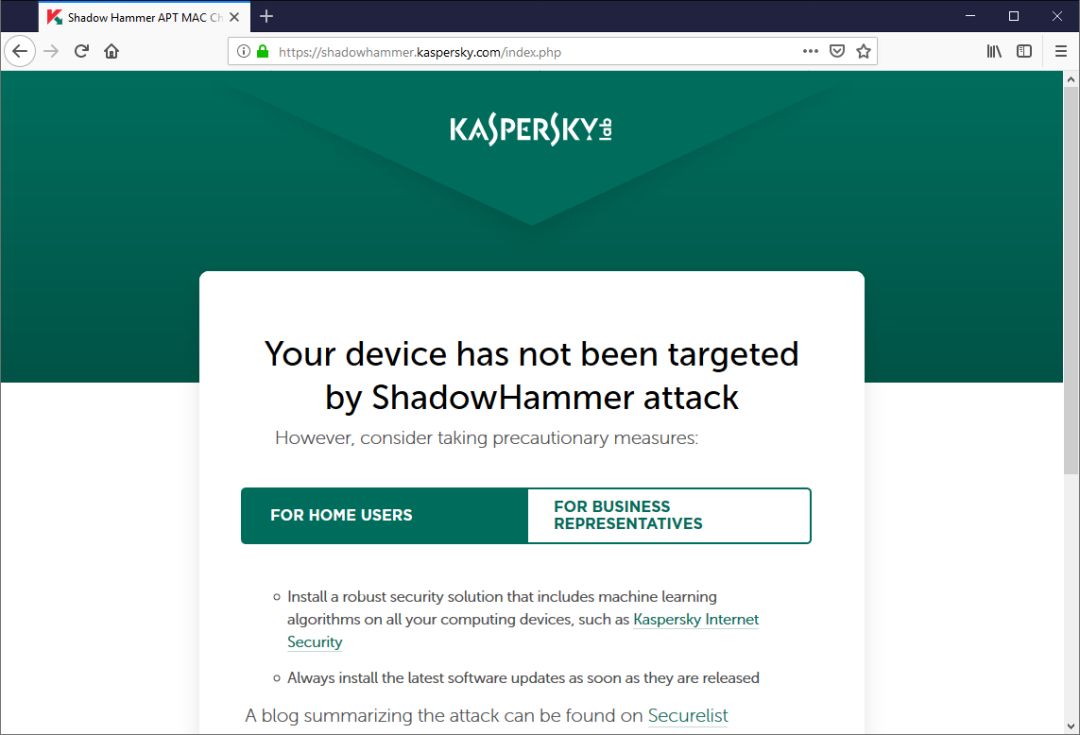 Shadow Hammer APT MAC Ch
https://shadowhammer.kaspersky.com/index.php
KASPERSKY lab
Your device has not been targeted
by ShadowHammer attack
However, consider taking precautionary measures:
FOR HOME USERS
FOR BUSINESS
REPRESENTATIVES
Install a robust security solution that includes machine learning
algorithms on all your computing devices, such as Kaspersky Internet
Security
Always install the latest software updates as soon as they are released
A blog summarizing the attack can be found on Securelist